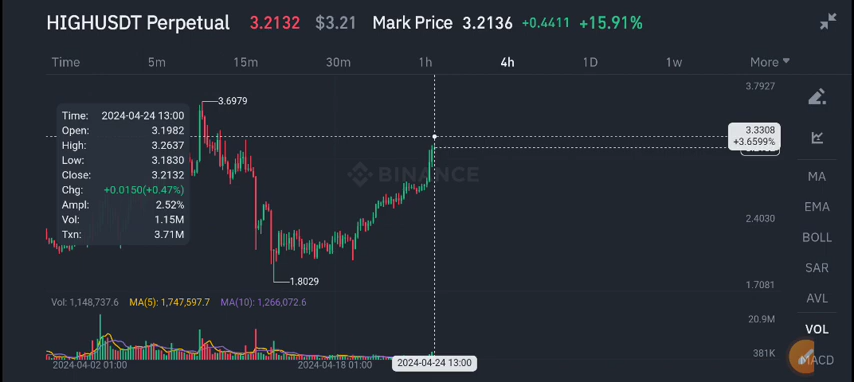 HIGHUSDT Perpetual 3.2132 $3.21 Mark Price 3.2136 +0.4411 +15.91%
Time 5m 15m 30m 1h 4h 1D 1w More
3.7927
3.6979
Time: 2024-04-24 13:00
Open: 3.1982
High: 3.2637
Low: 3.1830
Close: 3.2132
Chg: +0.0150(+0.47%)
Ampl: 2.52%
Vol: 1.15M
Txn: 3.71M
3.3308
+3.6599%
BINANCE
2.4030
1.8029
1.7081
Vol: 1,148,737.6 MA(5): 1,747,597.7 MA(10): 1,266,072.6
20.9M
381K
2024-04-02 01:00 2024-04-18 01:00 2024-04-24 13:00
MA
EMA
BOLL
SAR
AVL
VOL
MACD